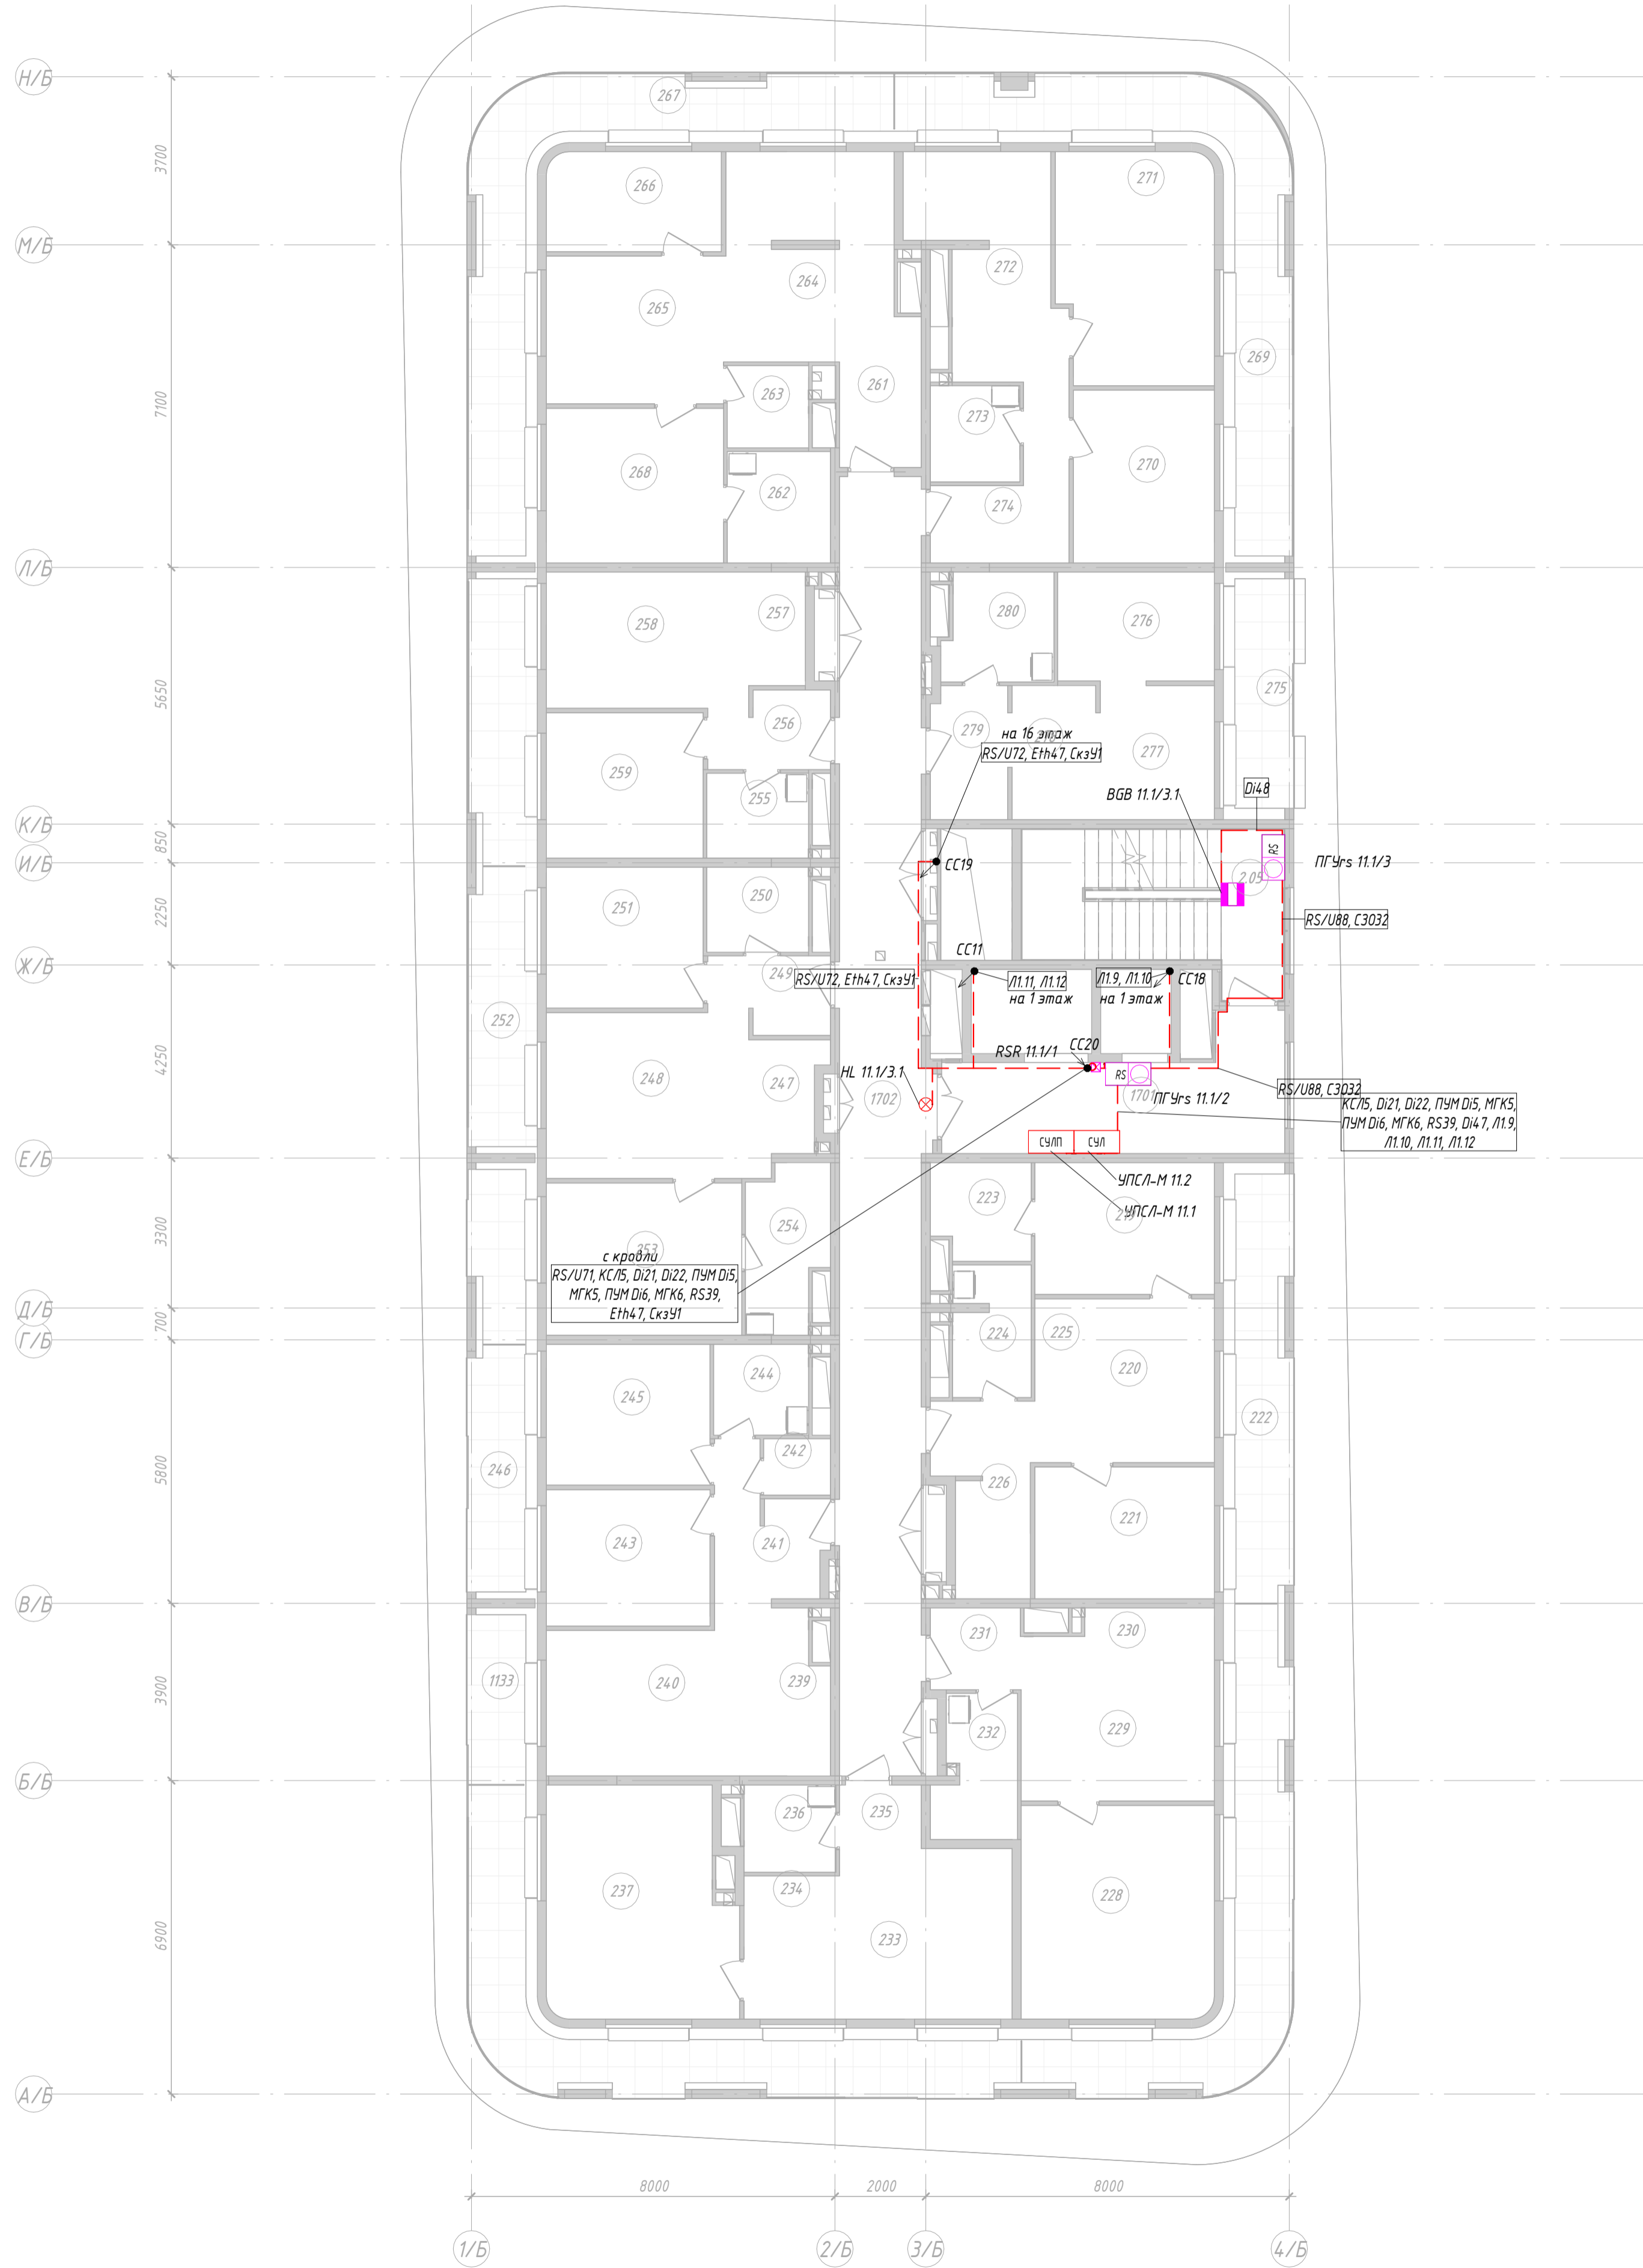 Н/Б
267
3700
266
271
М/Б
272
264
265
269
7100
261
263
273
270
268
262
274
Л/Б
280
257
276
258
5650
275
256
279
на 16 этаж
RS/U72, Eth47, СкзУ1
277
259
255
Di48
BGB 11.1/3.1
К/Б
850
RS
И/Б
ПГУrs 11.1/3
СС19
2.05
250
251
2250
RS/U88, С3032
СС11
Ж/Б
249
RS/U72, Eth47, СкзУ1
Л1.11, Л1.12
на 1 этаж
Л1.9, Л1.10
на 1 этаж
СС18
252
4250
СС20
RSR 11.1/1
HL 11.1/3.1
RS
248
247
1702
1701
ПГУrs 11.1/2
RS/U88, С3032
КСЛ5, Di21, Di22, ПУМ Di5, МГК5,
ПУМ Di6, МГК6, RS39, Di47, Л1.9,
Л1.10, Л1.11, Л1.12
СУЛП
СУЛ
Е/Б
УПСЛ-М 11.2
УПСЛ-М 11.1
223
3300
254
253
с кровли
RS/U71, КСЛ5, Di21, Di22, ПУМ Di5,
МГК5, ПУМ Di6, МГК6, RS39,
Eth47, СкзУ1
Д/Б
700
Г/Б
224
225
220
244
245
222
242
246
5800
226
221
243
241
В/Б
231
230
1133
240
239
3900
232
229
Б/Б
236
235
237
234
228
6900
233
А/Б
8000
2000
8000
1/Б
2/Б
3/Б
4/Б